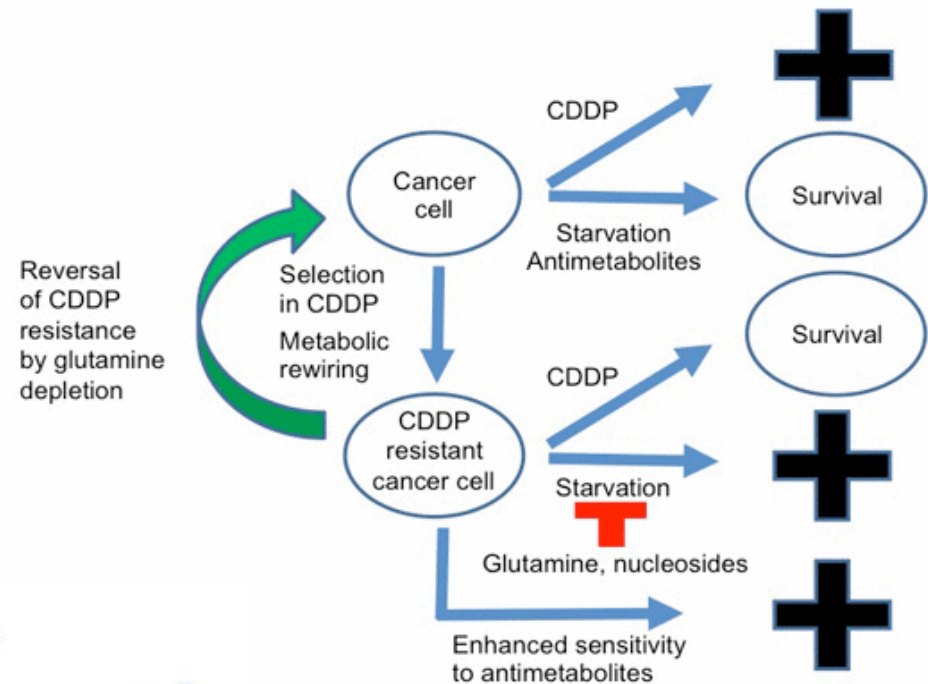 CDDP
Cancer
cell
Survival
Starvation
Antimetabolites
Reversal
of CDDP
resistance
by glutamine
depletion
Selection
in CDDP
Metabolic
rewiring
Survival
CDDP
CDDP
resistant
cancer cell
Starvation
Glutamine, nucleosides
Enhanced sensitivity
to antimetabolites